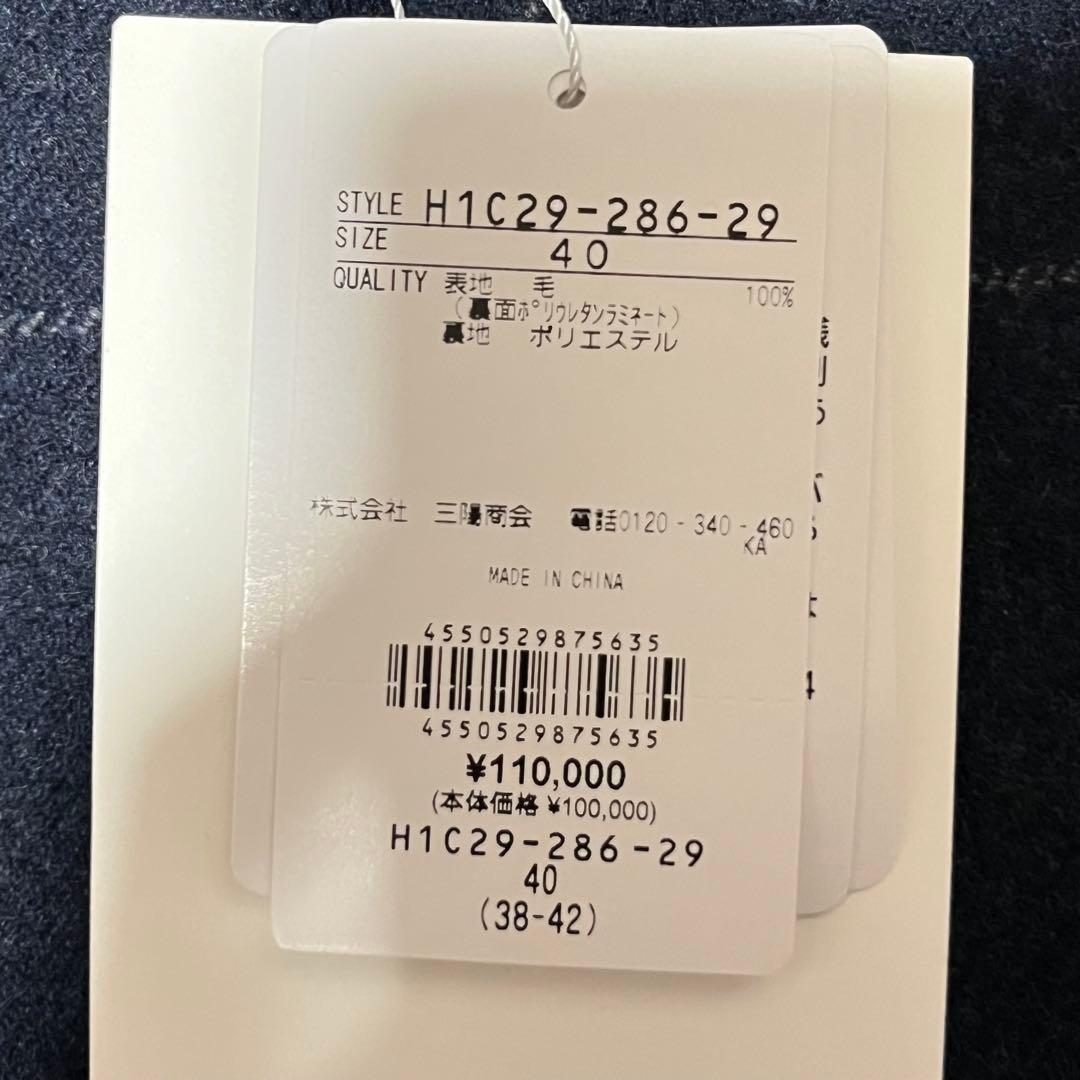 STYLE H1C29-286-29
SIZE 40
QUALITY 表地 毛 100%
(裏面ポリウレタンラミネート)
裏地 ポリエステル
株式会社 三陽商会 電話0120-340-460
KA
MADE IN CHINA
4550529875635
4550529875635
¥110,000
(本体価格 ¥100,000)
H1C29-286-29
40
(38-42)